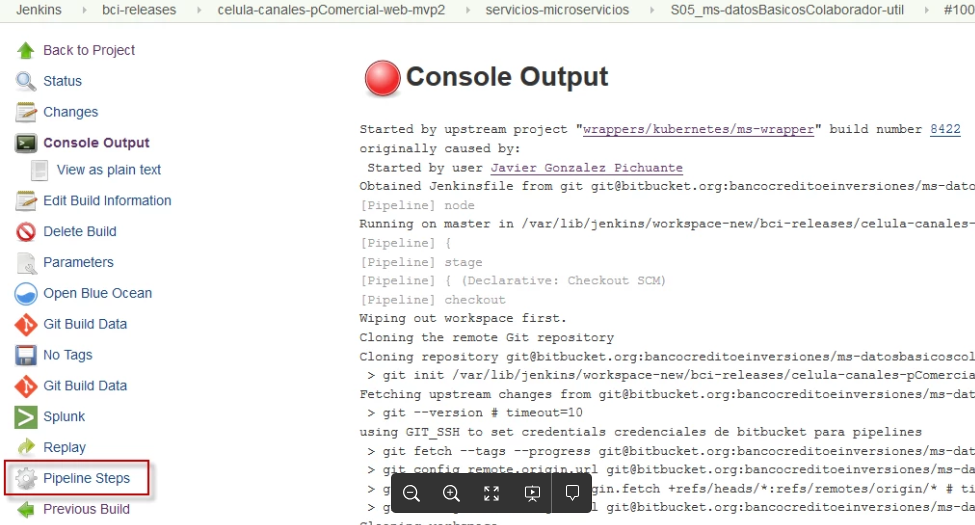 Jenkins bci-releases celula-canales-pComercial-web-mvp2 servicios-microservicios S05_ms-datosBasicosColaborador-util #100
Back to Project
Status
Changes
Console Output
View as plain text
Edit Build Information
Delete Build
Parameters
Open Blue Ocean
Git Build Data
No Tags
Git Build Data
Splunk
Replay
Pipeline Steps
Previous Build
Console Output
Started by upstream project "wrappers/kubernetes/ms-wrapper" build number 8422
originally caused by:
Started by user Javier Gonzalez Pichuante
Obtained Jenkinsfile from git git@bitbucket.org:bancocreditoeinversiones/ms-dato
[Pipeline] node
Running on master in /var/lib/jenkins/workspace-new/bci-releases/celula-canales-
[Pipeline] {
[Pipeline] stage
[Pipeline] { (Declarative: Checkout SCM)
[Pipeline] checkout
Wiping out workspace first.
Cloning the remote Git repository
Cloning repository git@bitbucket.org:bancocreditoeinversiones/ms-datosbasicoscol
> git init /var/lib/jenkins/workspace-new/bci-releases/celula-canales-pComercia
Fetching upstream changes from git@bitbucket.org:bancocreditoeinversiones/ms-dat
> git --version # timeout=10
using GIT_SSH to set credentials credenciales de bitbucket para pipelines
> git fetch --tags --progress git@bitbucket.org:bancocreditoeinversiones/ms-dat
> git config remote.origin.url git@bitbucket.org:bancocreditoeinversiones/ms-da
> g gin.fetch +refs/heads/*:refs/remotes/origin/* # ti
> g l git@bitbucket.org:bancocreditoeinversiones/ms-da
Cleaning workspace